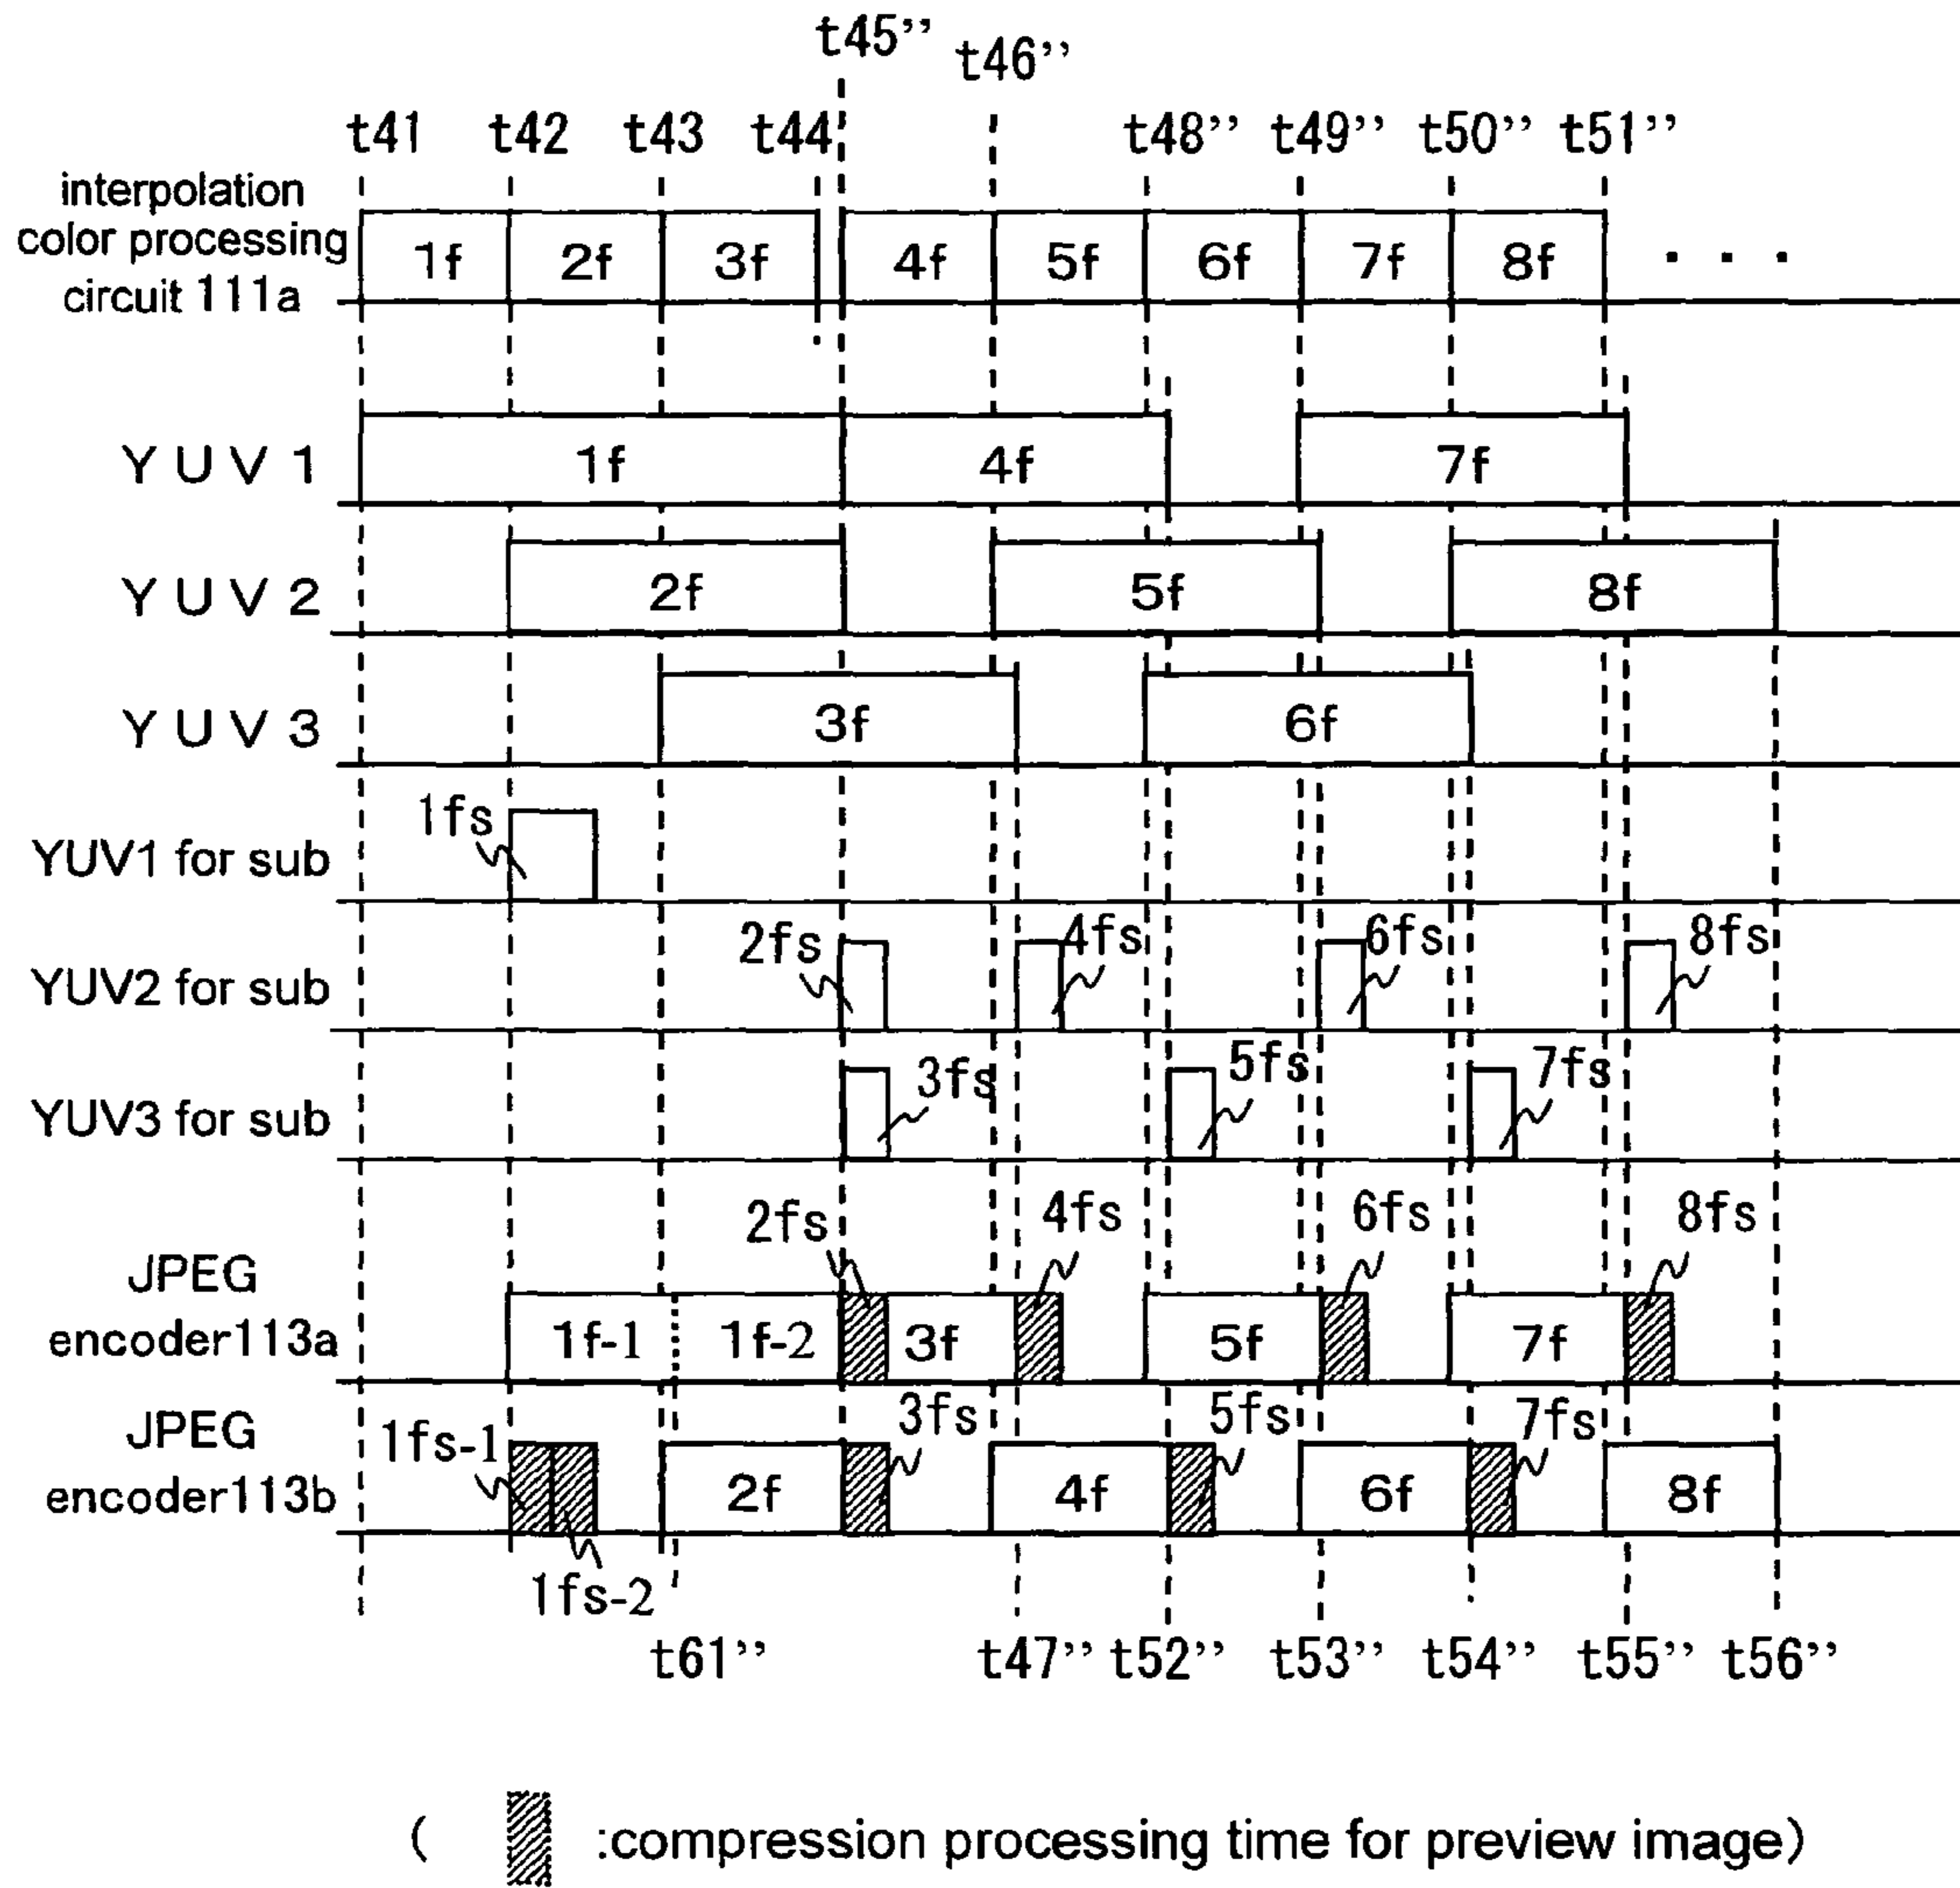 t45’’ t46’’
t41 t42 t43 t44 t48’’ t49’’ t50’’ t51’’
interpolation
color processing
circuit 111a
1f 2f 3f 4f 5f 6f 7f 8f . . .
YUV1 1f 4f 7f
YUV2 2f 5f 8f
YUV3 3f 6f
YUV1 for sub 1fs
YUV2 for sub 2fs 4fs 6fs 8fs
YUV3 for sub 3fs 5fs 7fs
2fs 4fs 6fs 8fs
JPEG
encoder113a 1f-1 1f-2 3f 5f 7f
JPEG
encoder113b 1fs-1 2f 3fs 4f 5fs 6f 7fs 8f
1fs-2
t61’’ t47’’ t52’’ t53’’ t54’’ t55’’ t56’’
( :compression processing time for preview image)